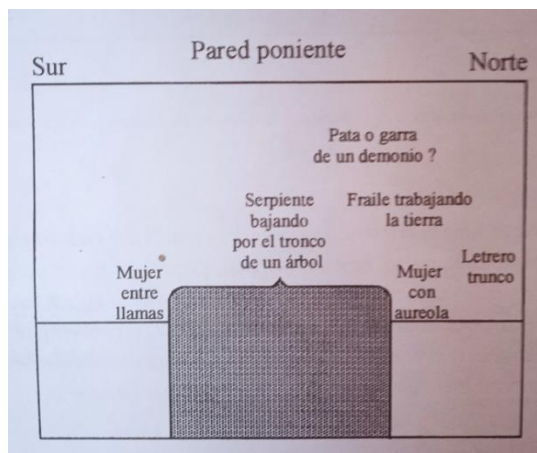 Pared poniente
Sur
Norte
Pata o garra
de un demonio ?
Serpiente
bajando
por el tronco
de un árbol
Fraile trabajando
la tierra
Mujer
entre
llamas
Mujer
con
aureola
Letrero
trunco